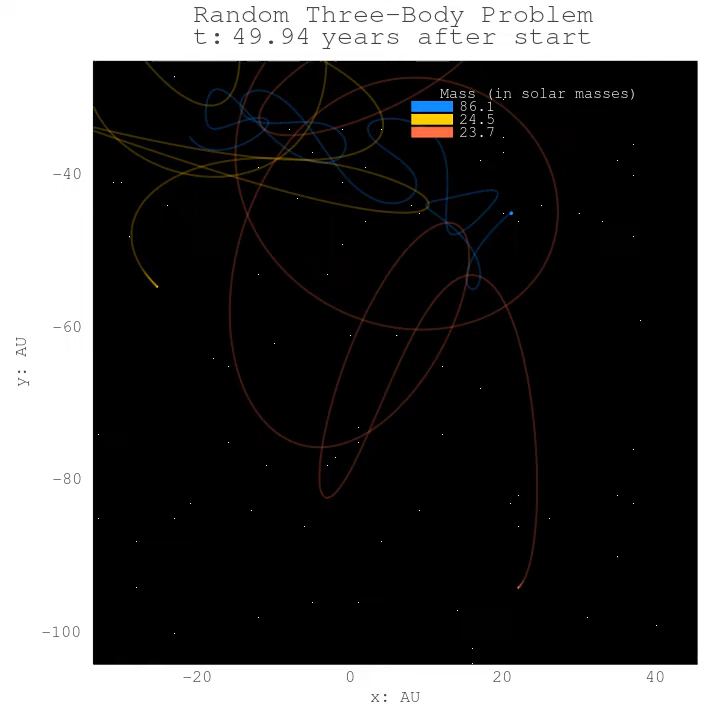 Random Three-Body Problem
t: 49.94 years after start
Mass (in solar masses)
86.1
24.5
23.7
-40
-60
-80
-100
y: AU
-20 0 20 40
x: AU